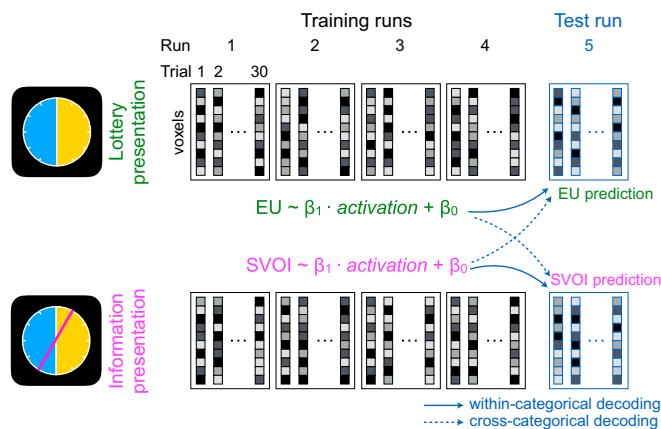 Training runs
Test run
Run 1 2 3 4 5
Trial 1 2 30
Lottery
presentation
voxels
... ... ... ... ...
EU ~ β₁ · activation + β₀
EU prediction
SVOI ~ β₁ · activation + β₀
SVOI prediction
Information
presentation
... ... ... ... ...
within-categorical decoding
cross-categorical decoding